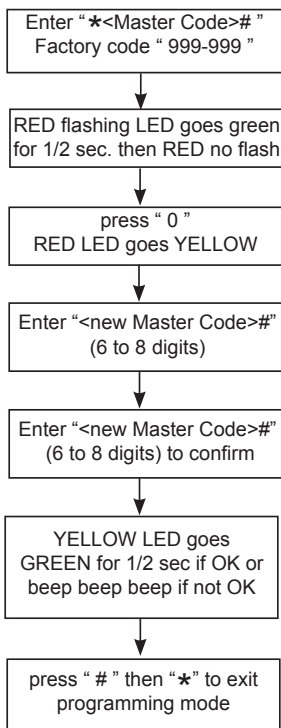 Enter “*<Master Code># ”
Factory code “ 999-999 ”
RED flashing LED goes green
for 1/2 sec. then RED no flash
press “ 0 ”
RED LED goes YELLOW
Enter “<new Master Code>#”
(6 to 8 digits)
Enter “<new Master Code>#”
(6 to 8 digits) to confirm
YELLOW LED goes
GREEN for 1/2 sec if OK or
beep beep beep if not OK
press “ # ” then “*” to exit
programming mode